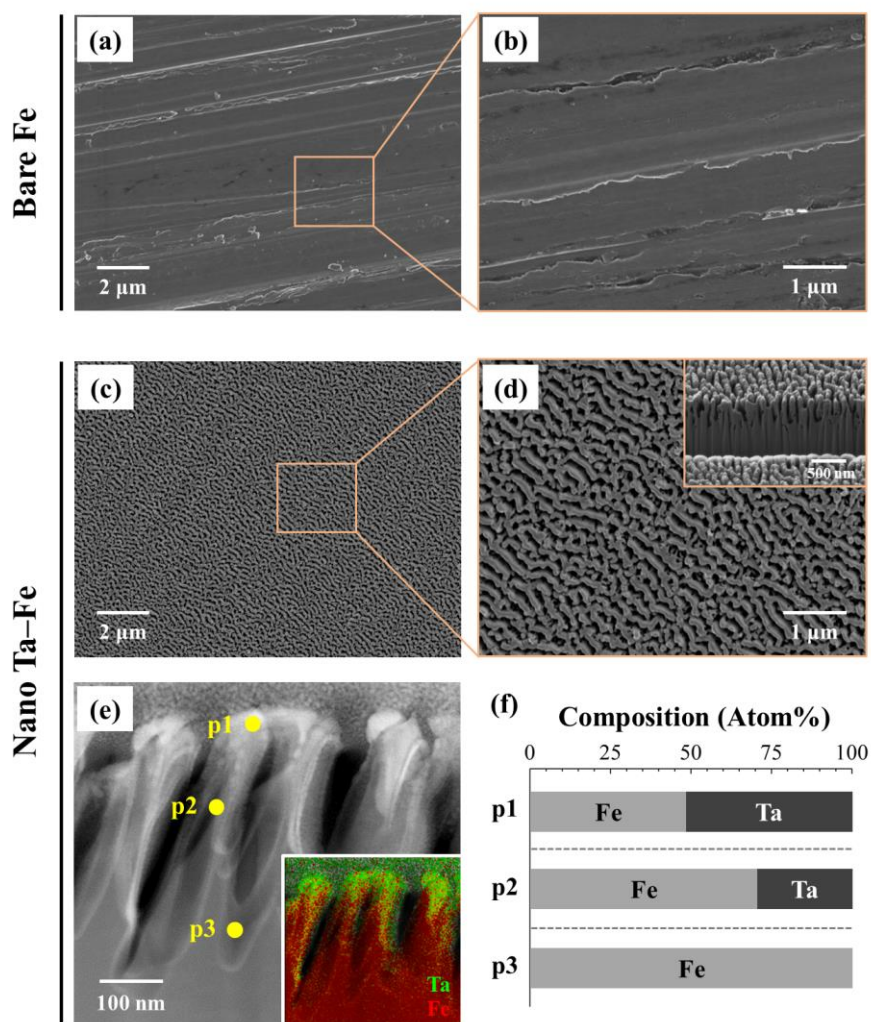 Bare Fe
(a)
2 µm
(b)
1 µm
Nano Ta–Fe
(c)
2 µm
(d)
500 nm
1 µm
(e)
p1
p2
p3
100 nm
Ta
Fe
(f)
Composition (Atom%)
0 25 50 75 100
p1 Fe Ta
p2 Fe Ta
p3 Fe